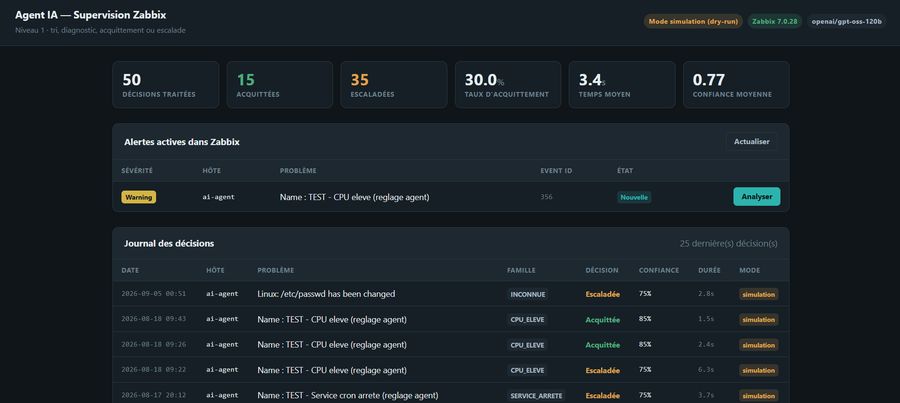 Agent IA — Supervision Zabbix
Niveau 1 · tri, diagnostic, acquittement ou escalade
Mode simulation (dry-run) Zabbix 7.0.28 openai/gpt-oss-120b
50 15 35 30.0% 3.4s 0.77
DÉCISIONS TRAITÉES ACQUITTÉES ESCALADÉES TAUX D'ACQUITTEMENT TEMPS MOYEN CONFIANCE MOYENNE
Alertes actives dans Zabbix Actualiser
SÉVÉRITÉ HÔTE PROBLÈME EVENT ID ÉTAT
Warning ai-agent Name : TEST - CPU eleve (reglage agent) 356 Nouvelle Analyser
Journal des décisions 25 dernière(s) décision(s)
DATE HÔTE PROBLÈME FAMILLE DÉCISION CONFIANCE DURÉE MODE
2026-09-05 00:51 ai-agent Linux: /etc/passwd has been changed INCONNUE Escaladée 75% 2.8s simulation
2026-08-18 09:43 ai-agent Name : TEST - CPU eleve (reglage agent) CPU_ELEVE Acquittée 85% 1.5s simulation
2026-08-18 09:26 ai-agent Name : TEST - CPU eleve (reglage agent) CPU_ELEVE Acquittée 85% 2.4s simulation
2026-08-18 09:22 ai-agent Name : TEST - CPU eleve (reglage agent) CPU_ELEVE Escaladée 75% 6.3s simulation
2026-08-17 20:12 ai-agent Name : TEST - Service cron arrete (reglage agent) SERVICE_ARRETE Escaladée 75% 3.7s simulation